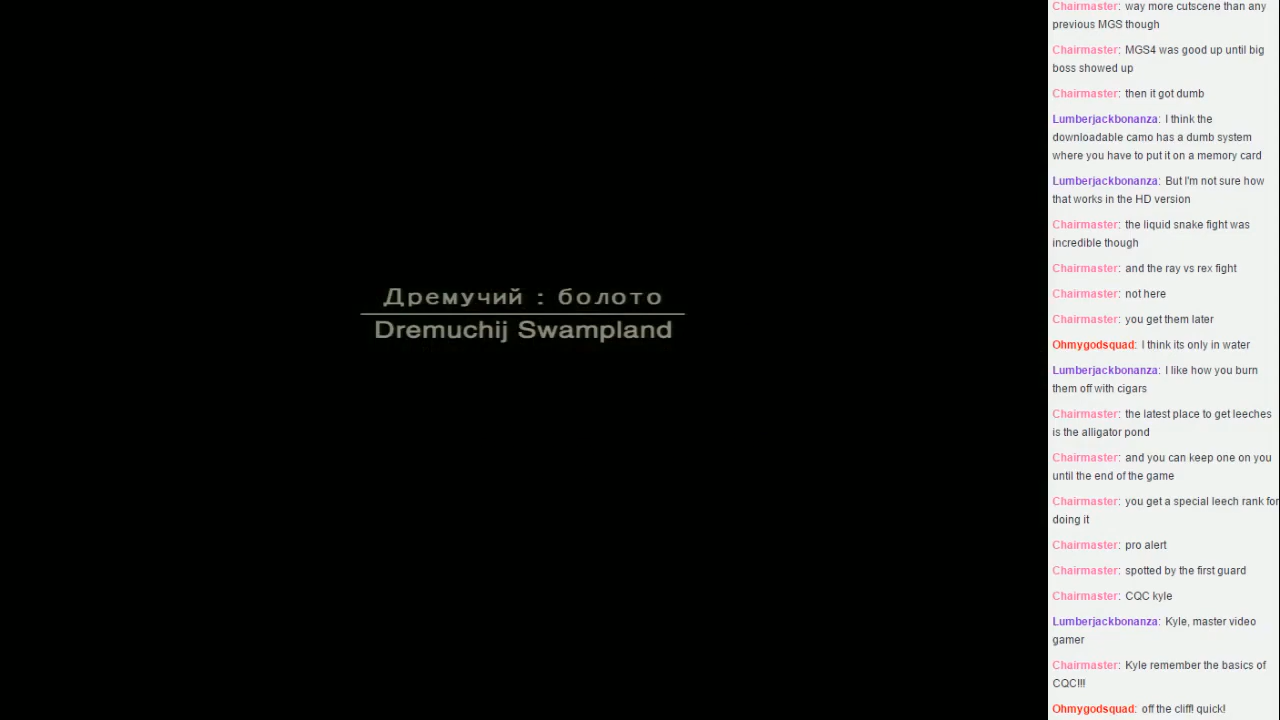 Дремучий : болото
Dremuchij Swampland
Chairmaster: way more cutscene than any
previous MGS though
Chairmaster: MGS4 was good up until big
boss showed up
Chairmaster: then it got dumb
Lumberjackbonanza: I think the
downloadable camo has a dumb system
where you have to put it on a memory card
Lumberjackbonanza: But I'm not sure how
that works in the HD version
Chairmaster: the liquid snake fight was
incredible though
Chairmaster: and the ray vs rex fight
Chairmaster: not here
Chairmaster: you get them later
Ohmygodsquad: I think its only in water
Lumberjackbonanza: I like how you burn
them off with cigars
Chairmaster: the latest place to get leeches
is the alligator pond
Chairmaster: and you can keep one on you
until the end of the game
Chairmaster: you get a special leech rank for
doing it
Chairmaster: pro alert
Chairmaster: spotted by the first guard
Chairmaster: CQC kyle
Lumberjackbonanza: Kyle, master video
gamer
Chairmaster: Kyle remember the basics of
CQC!!!
Ohmygodsquad: off the cliff! quick!